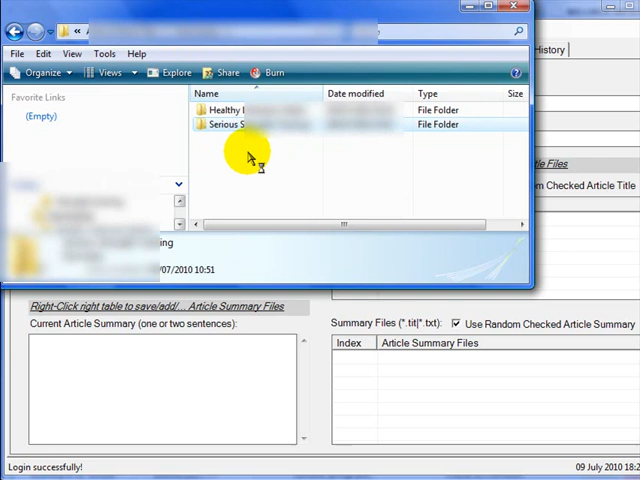 «
File Edit View Tools Help
Organize Views Explore Share Burn
Favorite Links
(Empty)
Name Date modified Type Size
Healthy File Folder
Serious File Folder
/07/2010 10:51
History
le Files
om Checked Article Title
Right-Click right table to save/add/... Article Summary Files
Current Article Summary (one or two sentences):
Summary Files (*.tit|*.txt): Use Random Checked Article Summary
Index Article Summary Files
Login successfully!
09 July 2010 18:2